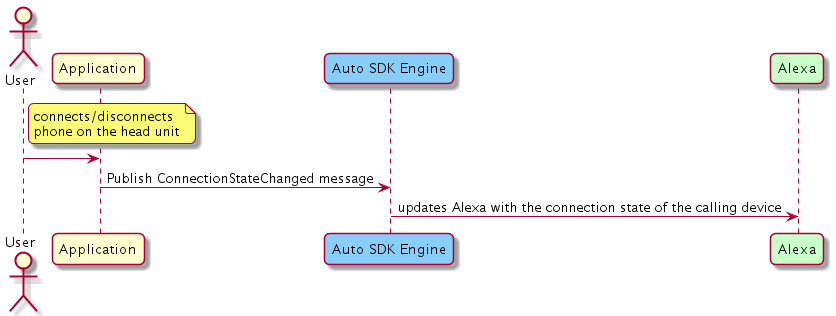 User
Application
Auto SDK Engine
Alexa
connects/disconnects
phone on the head unit
Publish ConnectionStateChanged message
updates Alexa with the connection state of the calling device
User
Application
Auto SDK Engine
Alexa